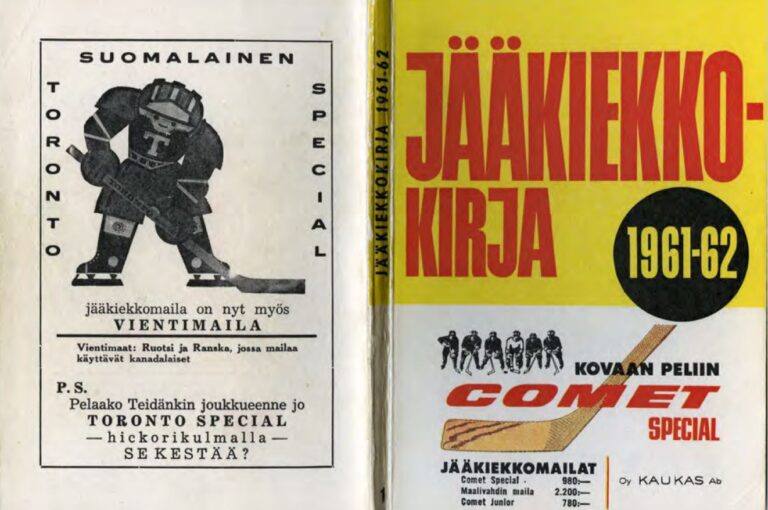 SUOMALAINEN
TORONTO
SPECIAL
T
jääkiekkomaila on nyt myös
VIENTIMAILA
Vientimaat: Ruotsi ja Ranska, jossa mailaa
käyttävät kanadalaiset
P.S.
Pelaako Teidänkin joukkueenne jo
TORONTO SPECIAL
—hickorikulmalla—
SE KESTÄÄ?
JÄÄKIEKKOKIRJA 1961-62
1
JÄÄKIEKKO-
KIRJA
1961-62
KOVAAN PELIIN
COMET
SPECIAL
JÄÄKIEKKOMAILAT
Comet Special . 980:—
Maalivahdin maila 2.200:—
Comet Junior 780:—
Oy KAUKAS Ab